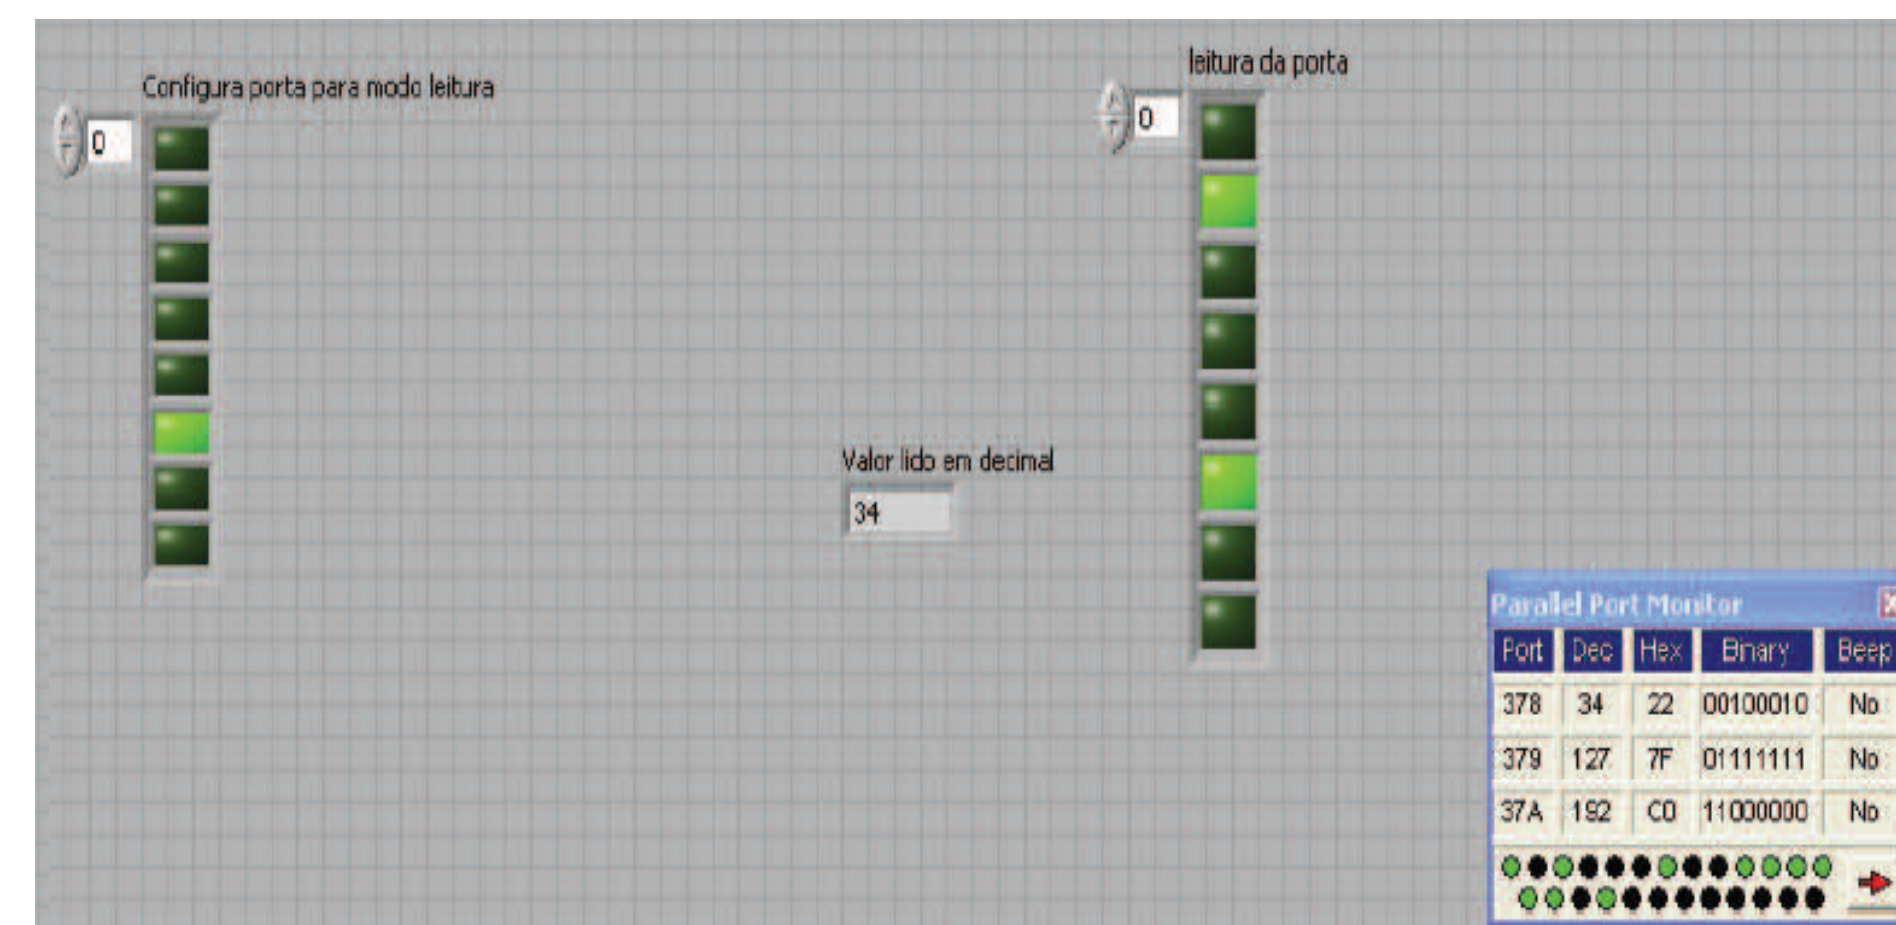 Configura porta para modo leitura
0
leitura da porta
0
Valor lido em decimal
34
Parallel Port Monitor
Port Dec Hex Binary Beep
378 34 22 00100010 No
379 127 7F 01111111 No
37A 192 C0 11000000 No